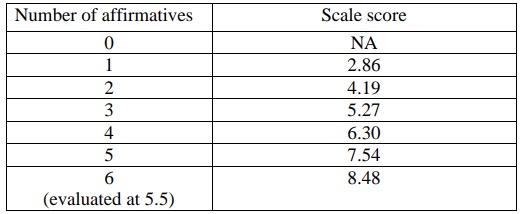 Number of affirmatives Scale score
0 NA
1 2.86
2 4.19
3 5.27
4 6.30
5 7.54
6 8.48
(evaluated at 5.5)